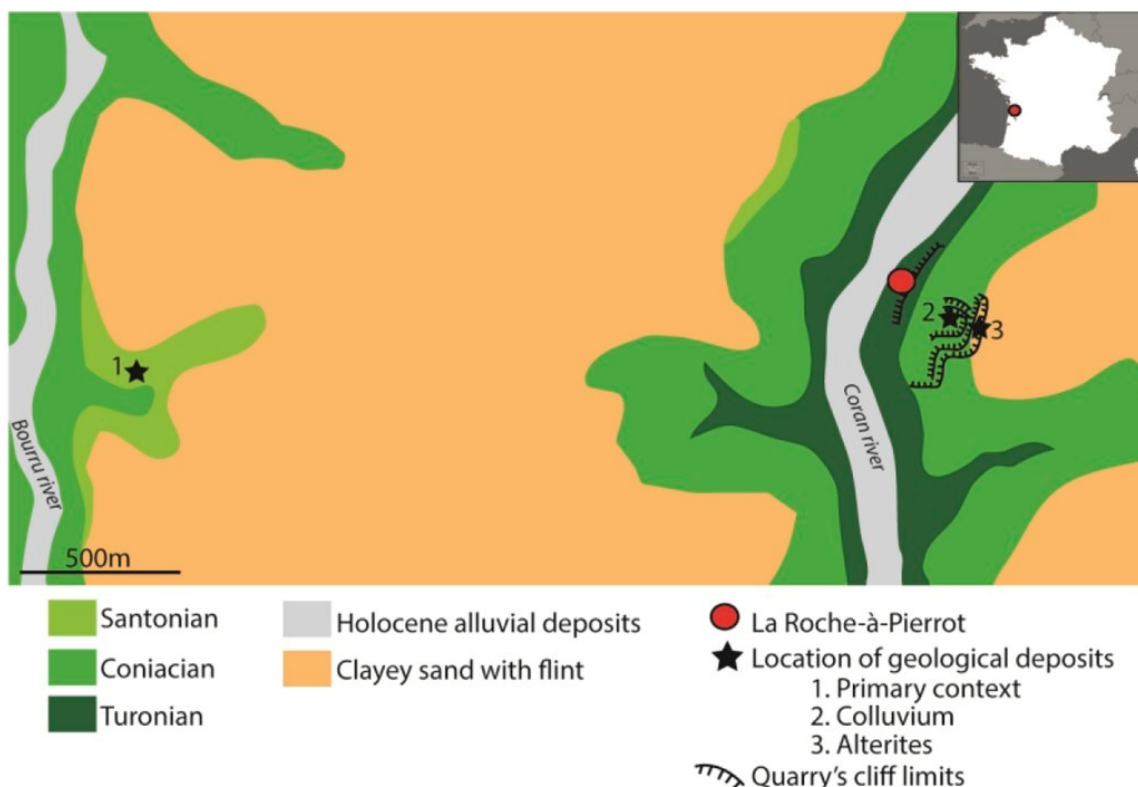 2
3
1
Bourru river
Coran river
500m
Santonian
Coniacian
Turonian
Holocene alluvial deposits
Clayey sand with flint
La Roche-à-Pierrot
Location of geological deposits
1. Primary context
2. Colluvium
3. Alterites
Quarry's cliff limits